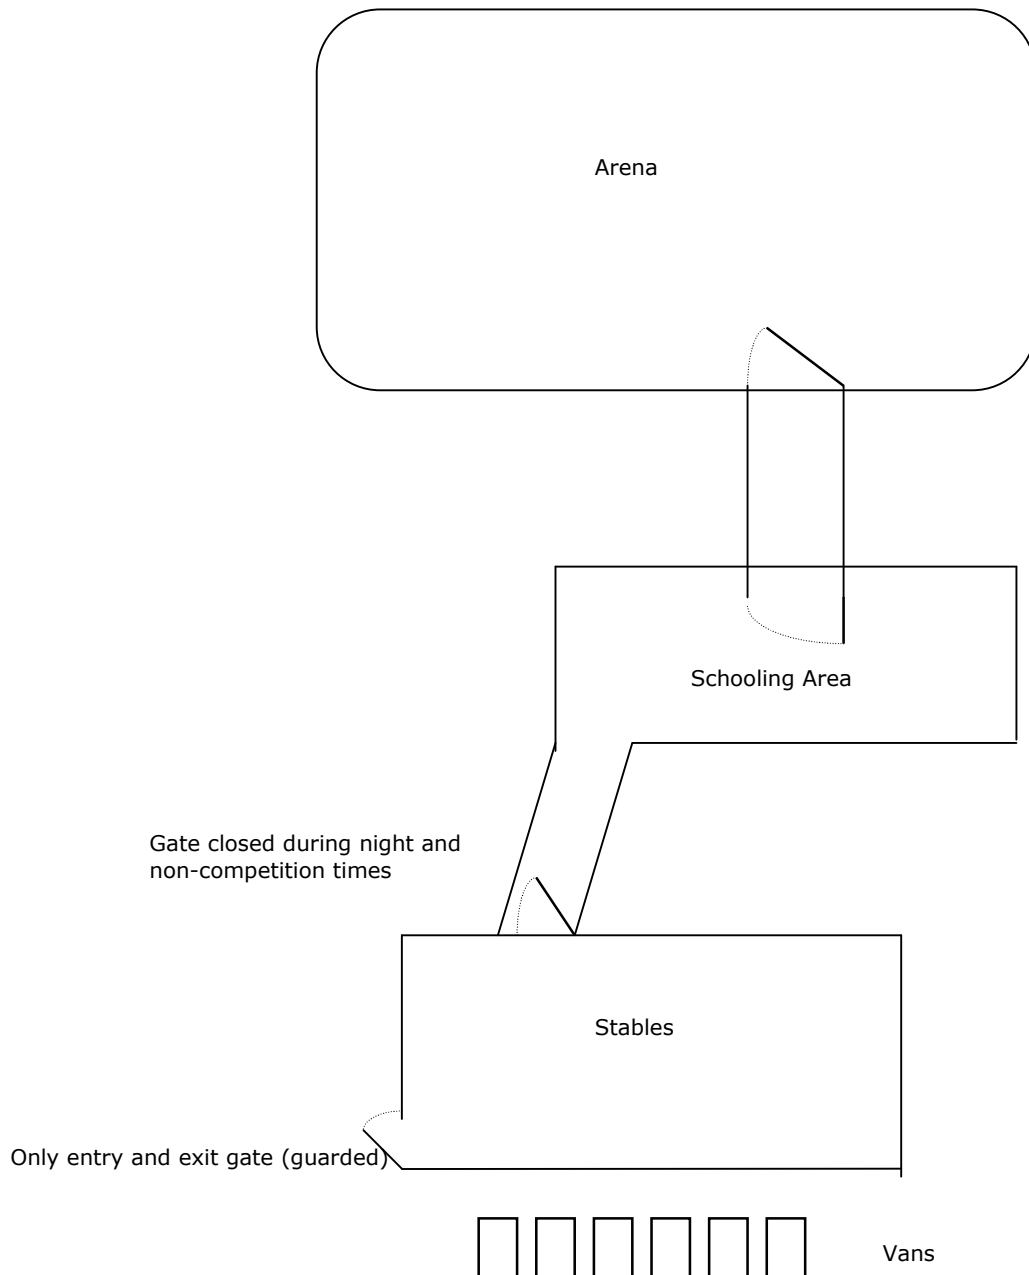 Arena
Schooling Area
Gate closed during night and
non-competition times
Stables
Only entry and exit gate (guarded)
Vans